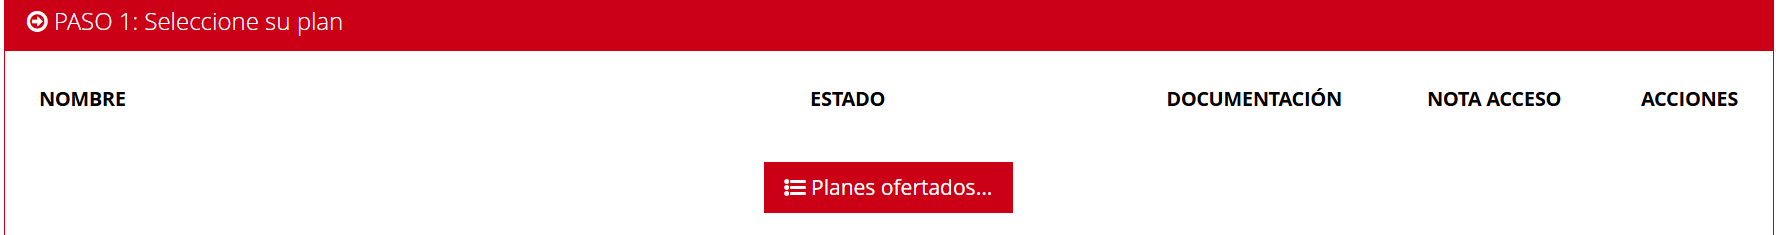 PASO 1: Seleccione su plan
NOMBRE ESTADO DOCUMENTACIÓN NOTA ACCESO ACCIONES
Planes ofertados...